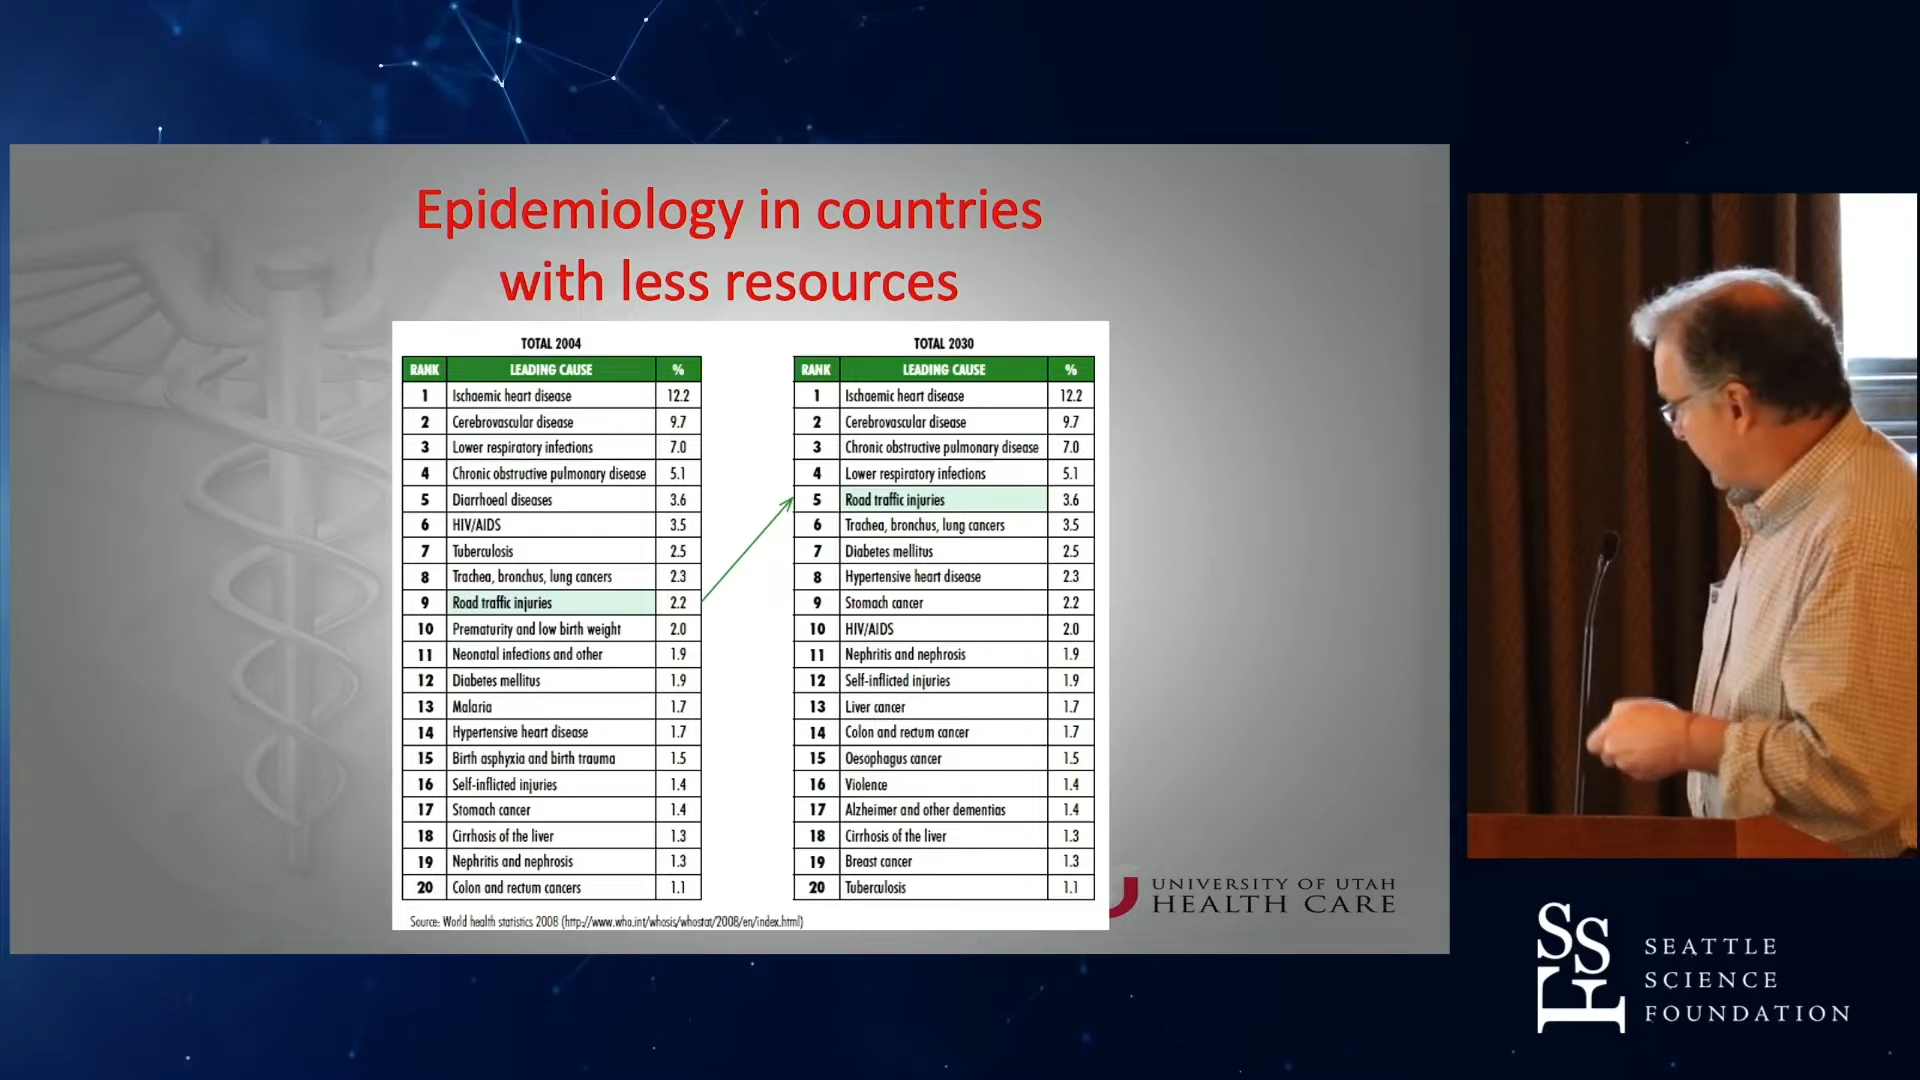 Epidemiology in countries
with less resources
TOTAL 2004
RANK LEADING CAUSE %
1 Ischaemic heart disease 12.2
2 Cerebrovascular disease 9.7
3 Lower respiratory infections 7.0
4 Chronic obstructive pulmonary disease 5.1
5 Diarrhoeal diseases 3.6
6 HIV/AIDS 3.5
7 Tuberculosis 2.5
8 Trachea, bronchus, lung cancers 2.3
9 Road traffic injuries 2.2
10 Prematurity and low birth weight 2.0
11 Neonatal infections and other 1.9
12 Diabetes mellitus 1.9
13 Malaria 1.7
14 Hypertensive heart disease 1.7
15 Birth asphyxia and birth trauma 1.5
16 Self-inflicted injuries 1.4
17 Stomach cancer 1.4
18 Cirrhosis of the liver 1.3
19 Nephritis and nephrosis 1.3
20 Colon and rectum cancers 1.1
TOTAL 2030
RANK LEADING CAUSE %
1 Ischaemic heart disease 12.2
2 Cerebrovascular disease 9.7
3 Chronic obstructive pulmonary disease 7.0
4 Lower respiratory infections 5.1
5 Road traffic injuries 3.6
6 Trachea, bronchus, lung cancers 3.5
7 Diabetes mellitus 2.5
8 Hypertensive heart disease 2.3
9 Stomach cancer 2.2
10 HIV/AIDS 2.0
11 Nephritis and nephrosis 1.9
12 Self-inflicted injuries 1.9
13 Liver cancer 1.7
14 Colon and rectum cancer 1.7
15 Oesophagus cancer 1.5
16 Violence 1.4
17 Alzheimer and other dementias 1.4
18 Cirrhosis of the liver 1.3
19 Breast cancer 1.3
20 Tuberculosis 1.1
Source: World health statistics 2008 (http://www.who.int/whosis/whostat/2008/en/index.html)
UNIVERSITY OF UTAH
HEALTH CARE
SSF
SEATTLE
SCIENCE
FOUNDATION